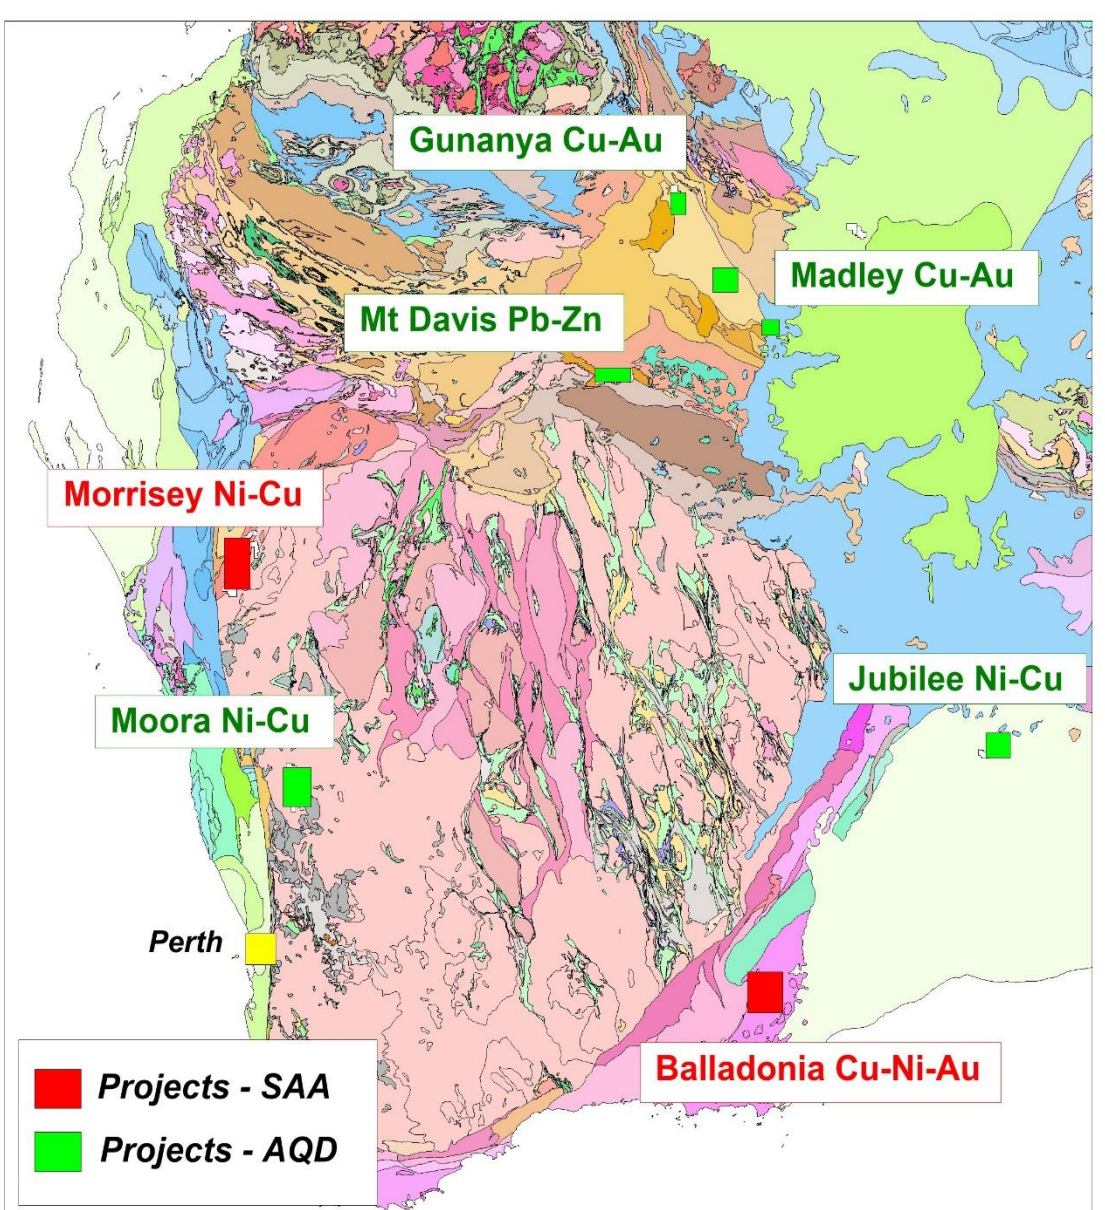 Gunanya Cu-Au
Madley Cu-Au
Mt Davis Pb-Zn
Morrisey Ni-Cu
Jubilee Ni-Cu
Moora Ni-Cu
Perth
Balladonia Cu-Ni-Au
Projects - SAA
Projects - AQD